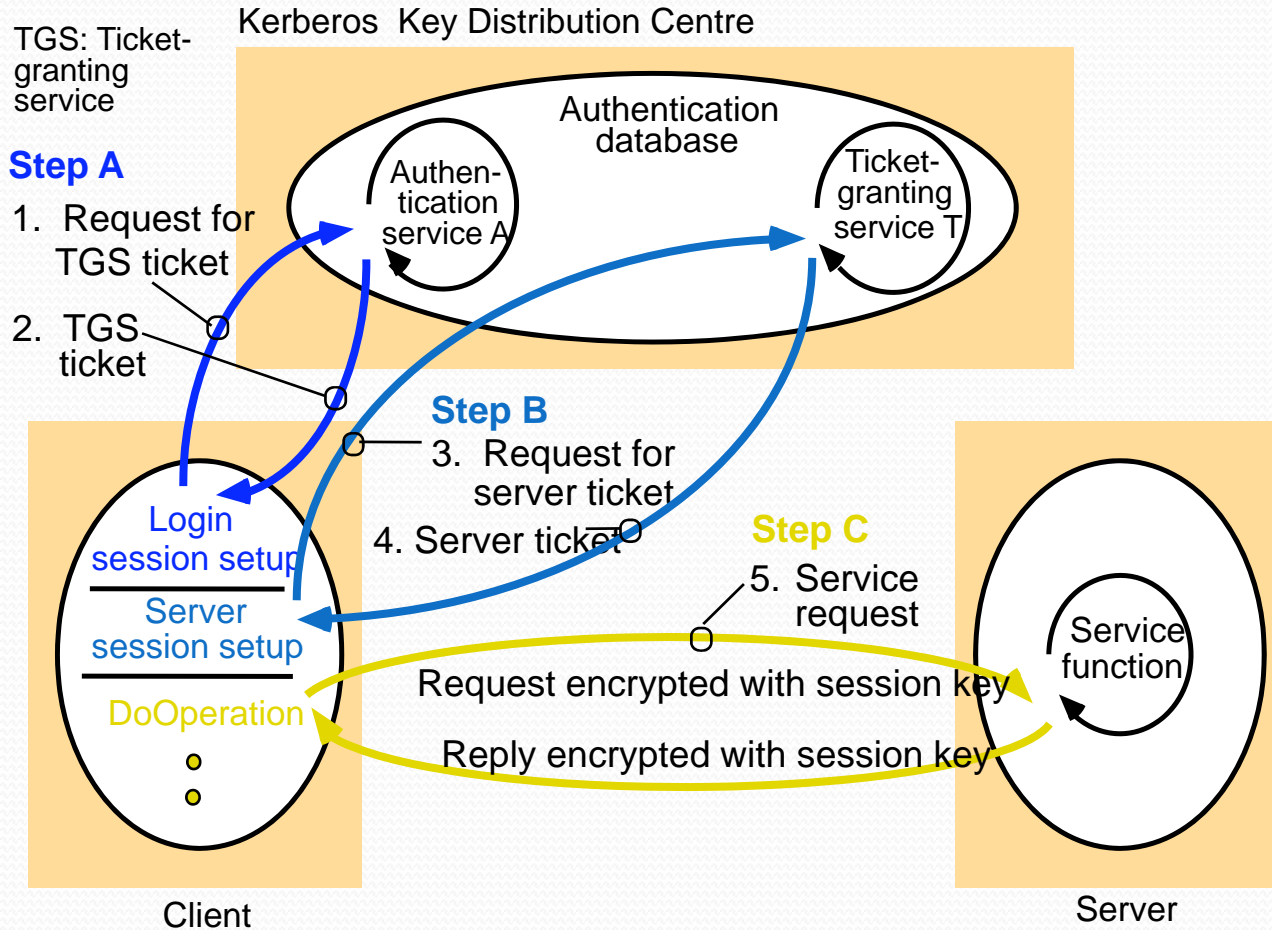 Kerberos Key Distribution Centre
TGS: Ticket-
granting
service
Authentication
database
Authen-
tication
service A
Ticket-
granting
service T
Step A
1. Request for
TGS ticket
2. TGS
ticket
Step B
3. Request for
server ticket
4. Server ticket
Step C
5. Service
request
Login
session setup
Server
session setup
DoOperation
Request encrypted with session key
Reply encrypted with session key
Service
function
Client
Server